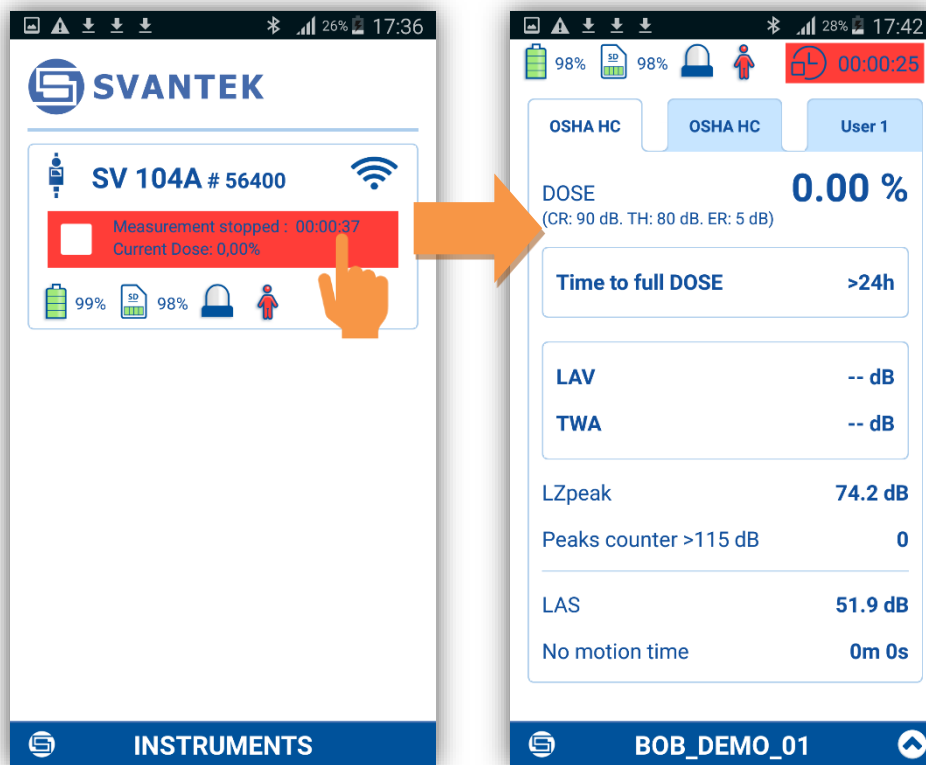 26% 17:36
SVANTEK
SV 104A # 56400
Measurement stopped : 00:00:37
Current Dose: 0,00%
99% SD 98%
INSTRUMENTS
28% 17:42
98% SD 98% 00:00:25
OSHA HC OSHA HC User 1
DOSE 0.00 %
(CR: 90 dB. TH: 80 dB. ER: 5 dB)
Time to full DOSE >24h
LAV -- dB
TWA -- dB
LZpeak 74.2 dB
Peaks counter >115 dB 0
LAS 51.9 dB
No motion time 0m 0s
BOB_DEMO_01